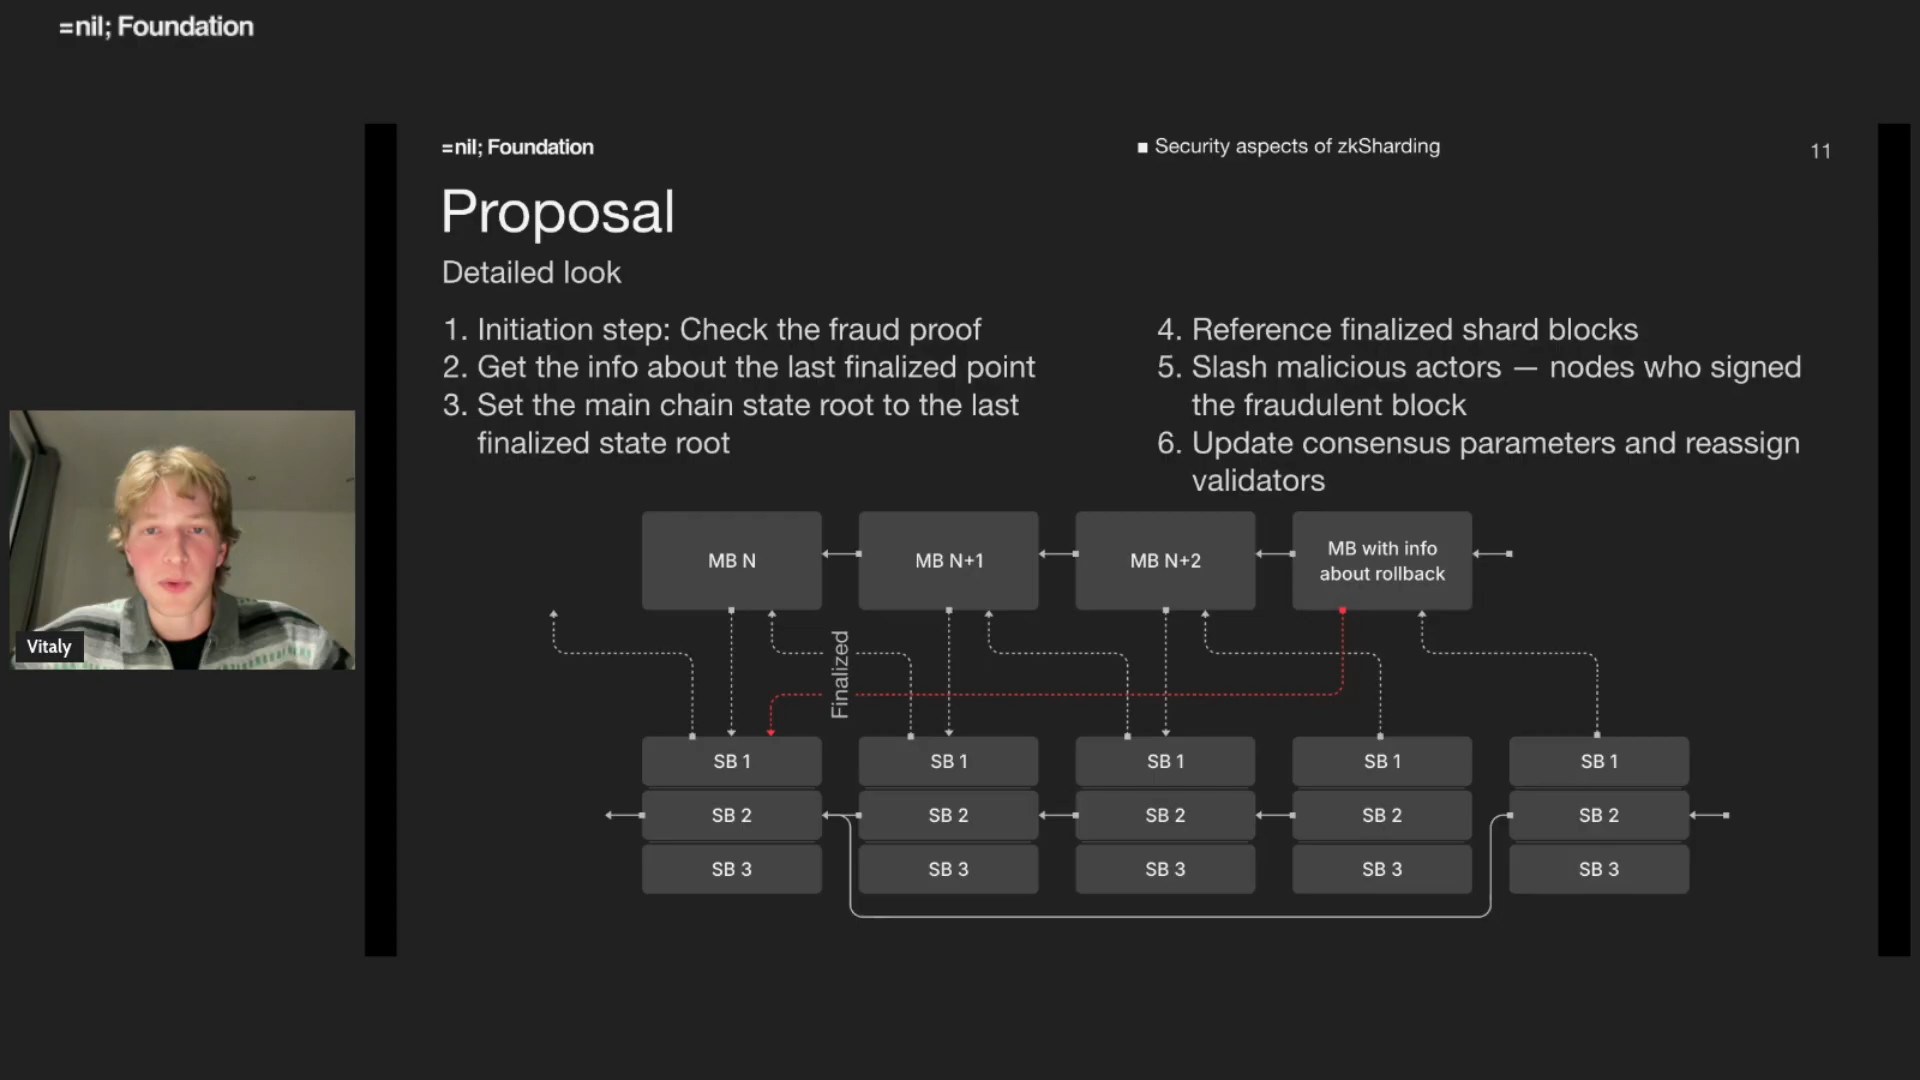 =nil; Foundation
=nil; Foundation
Security aspects of zkSharding
11
Proposal
Detailed look
1. Initiation step: Check the fraud proof
2. Get the info about the last finalized point
3. Set the main chain state root to the last
finalized state root
4. Reference finalized shard blocks
5. Slash malicious actors — nodes who signed
the fraudulent block
6. Update consensus parameters and reassign
validators
MB N
MB N+1
MB N+2
MB with info
about rollback
Finalized
Vitaly
SB 1
SB 1
SB 1
SB 1
SB 1
SB 2
SB 2
SB 2
SB 2
SB 2
SB 3
SB 3
SB 3
SB 3
SB 3